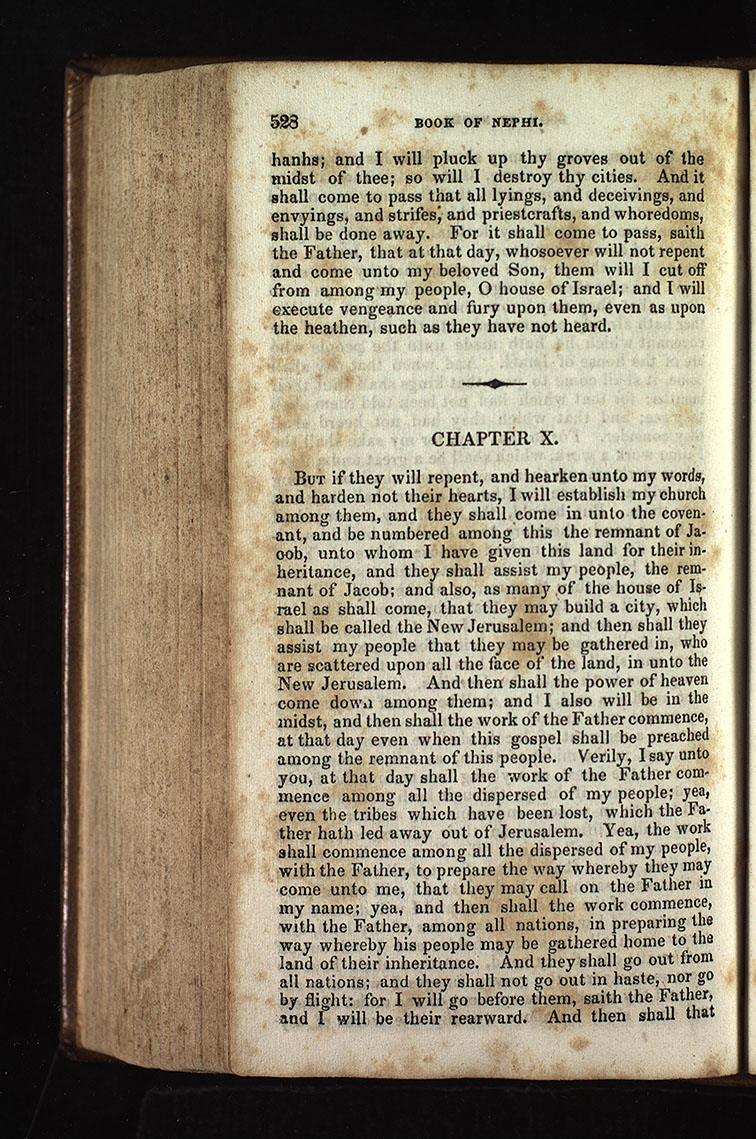 528 BOOK OF NEPHI.
hanhs; and I will pluck up thy groves out of the
midst of thee; so will I destroy thy cities. And it
shall come to pass that all lyings, and deceivings, and
envyings, and strifes, and priestcrafts, and whoredoms,
shall be done away. For it shall come to pass, saith
the Father, that at that day, whosoever will not repent
and come unto my beloved Son, them will I cut off
from among my people, O house of Israel; and I will
execute vengeance and fury upon them, even as upon
the heathen, such as they have not heard.
CHAPTER X.
BUT if they will repent, and hearken unto my words,
and harden not their hearts, I will establish my church
among them, and they shall come in unto the coven-
ant, and be numbered among this the remnant of Ja-
oob, unto whom I have given this land for their in-
heritance, and they shall assist my people, the rem-
nant of Jacob; and also, as many of the house of Is-
rael as shall come, that they may build a city, which
shall be called the New Jerusalem; and then shall they
assist my people that they may be gathered in, who
are scattered upon all the face of the land, in unto the
New Jerusalem. And then shall the power of heaven
come down among them; and I also will be in the
midst, and then shall the work of the Father commence,
at that day even when this gospel shall be preached
among the remnant of this people. Verily, I say unto
you, at that day shall the work of the Father com-
mence among all the dispersed of my people; yea,
even the tribes which have been lost, which the Fa-
ther hath led away out of Jerusalem. Yea, the work
shall commence among all the dispersed of my people,
with the Father, to prepare the way whereby they may
come unto me, that they may call on the Father in
my name; yea, and then shall the work commence,
with the Father, among all nations, in preparing the
way whereby his people may be gathered home to the
land of their inheritance. And they shall go out from
all nations; and they shall not go out in haste, nor go
by flight: for I will go before them, saith the Father,
and I will be their rearward. And then shall that